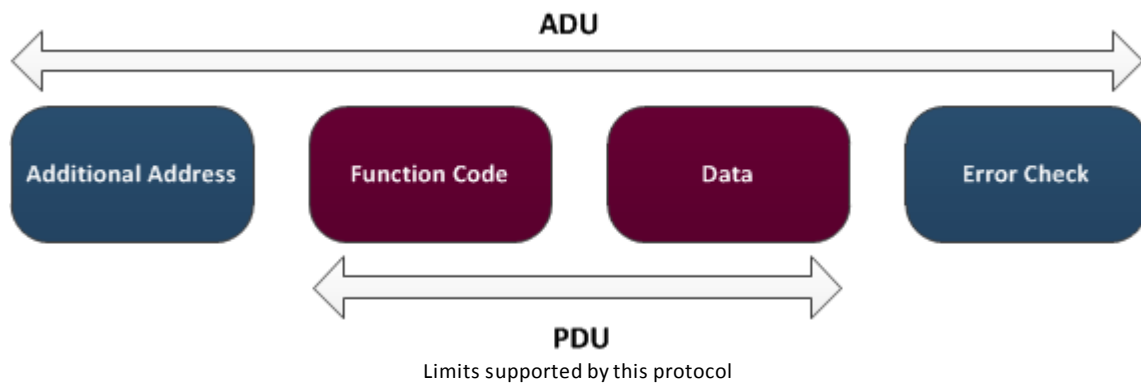 ADU
Additional Address
Function Code
Data
Error Check
PDU
Limits supported by this protocol